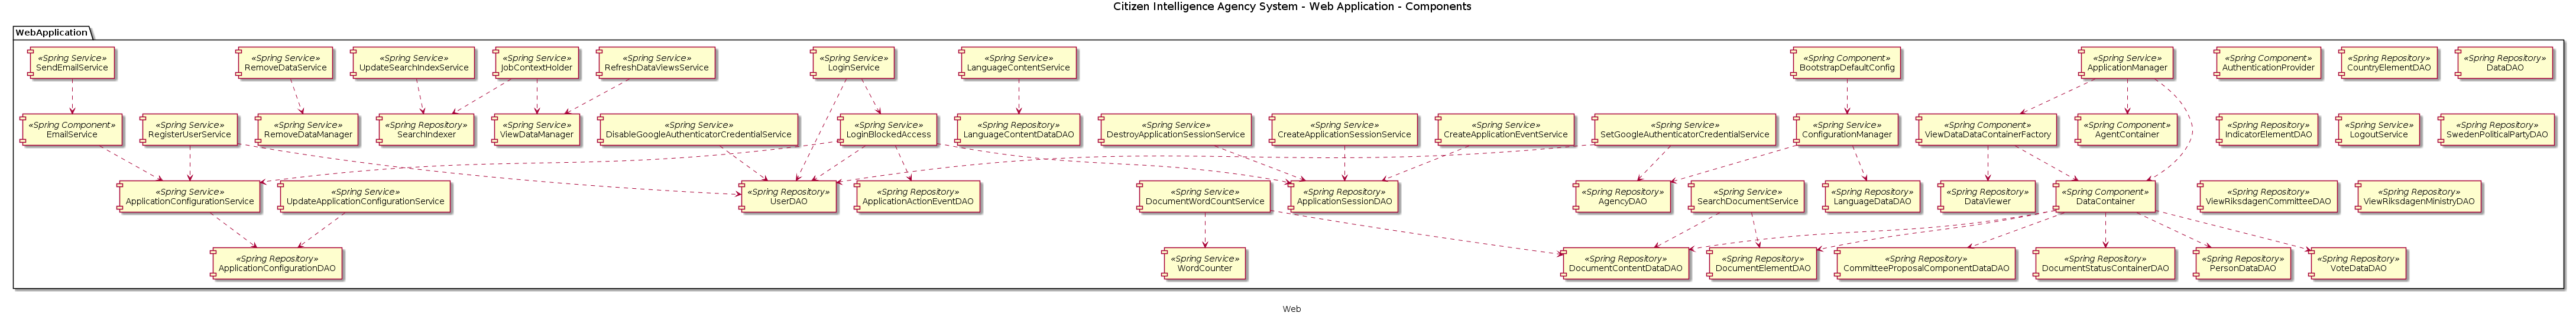 Citizen Intelligence Agency System - Web Application - Components
WebApplication
«Spring Service»
SendEmailService
«Spring Service»
RemoveDataService
«Spring Service»
UpdateSearchIndexService
«Spring Service»
JobContextHolder
«Spring Service»
RefreshDataViewsService
«Spring Service»
LoginService
«Spring Service»
LanguageContentService
«Spring Component»
BootstrapDefaultConfig
«Spring Service»
ApplicationManager
«Spring Component»
AuthenticationProvider
«Spring Repository»
CountryElementDAO
«Spring Repository»
DataDAO
«Spring Component»
EmailService
«Spring Service»
RegisterUserService
«Spring Service»
RemoveDataManager
«Spring Repository»
SearchIndexer
«Spring Service»
ViewDataManager
«Spring Service»
DisableGoogleAuthenticatorCredentialService
«Spring Service»
LoginBlockedAccess
«Spring Repository»
LanguageContentDataDAO
«Spring Service»
DestroyApplicationSessionService
«Spring Service»
CreateApplicationSessionService
«Spring Service»
CreateApplicationEventService
«Spring Service»
SetGoogleAuthenticatorCredentialService
«Spring Service»
ConfigurationManager
«Spring Component»
ViewDataDataContainerFactory
«Spring Component»
AgentContainer
«Spring Repository»
IndicatorElementDAO
«Spring Service»
LogoutService
«Spring Repository»
SwedenPoliticalPartyDAO
«Spring Service»
ApplicationConfigurationService
«Spring Service»
UpdateApplicationConfigurationService
«Spring Repository»
UserDAO
«Spring Repository»
ApplicationActionEventDAO
«Spring Service»
DocumentWordCountService
«Spring Repository»
ApplicationSessionDAO
«Spring Repository»
AgencyDAO
«Spring Service»
SearchDocumentService
«Spring Repository»
LanguageDataDAO
«Spring Repository»
DataViewer
«Spring Component»
DataContainer
«Spring Repository»
ViewRiksdagenCommitteeDAO
«Spring Repository»
ViewRiksdagenMinistryDAO
«Spring Repository»
ApplicationConfigurationDAO
«Spring Service»
WordCounter
«Spring Repository»
DocumentContentDataDAO
«Spring Repository»
DocumentElementDAO
«Spring Repository»
CommitteeProposalComponentDataDAO
«Spring Repository»
DocumentStatusContainerDAO
«Spring Repository»
PersonDataDAO
«Spring Repository»
VoteDataDAO
Web